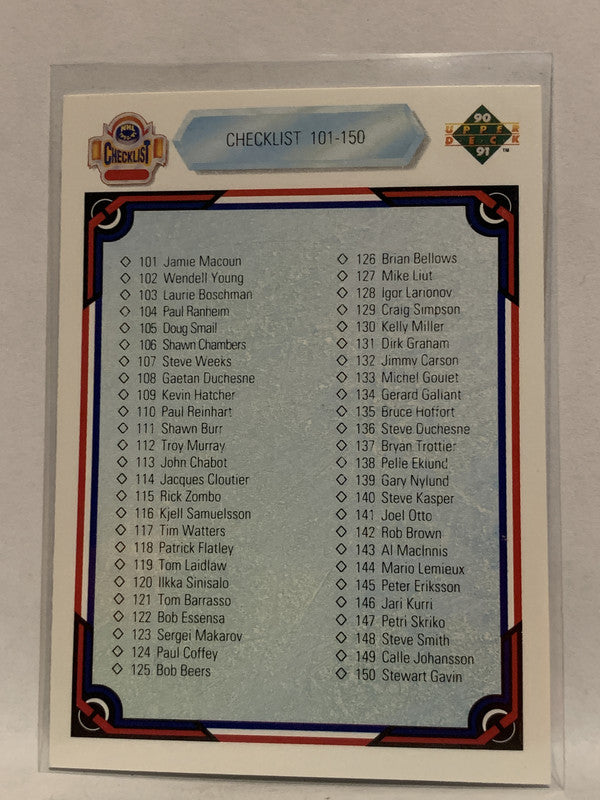 NHL
CHECKLIST
CHECKLIST 101-150
90
UPPER
DECK
91
TM
101 Jamie Macoun
102 Wendell Young
103 Laurie Boschman
104 Paul Ranheim
105 Doug Smail
106 Shawn Chambers
107 Steve Weeks
108 Gaetan Duchesne
109 Kevin Hatcher
110 Paul Reinhart
111 Shawn Burr
112 Troy Murray
113 John Chabot
114 Jacques Cloutier
115 Rick Zombo
116 Kjell Samuelsson
117 Tim Watters
118 Patrick Flatley
119 Tom Laidlaw
120 Ilkka Sinisalo
121 Tom Barrasso
122 Bob Essensa
123 Sergei Makarov
124 Paul Coffey
125 Bob Beers
126 Brian Bellows
127 Mike Liut
128 Igor Larionov
129 Craig Simpson
130 Kelly Miller
131 Dirk Graham
132 Jimmy Carson
133 Michel Goulet
134 Gerard Gallant
135 Bruce Hoffort
136 Steve Duchesne
137 Bryan Trottier
138 Pelle Eklund
139 Gary Nylund
140 Steve Kasper
141 Joel Otto
142 Rob Brown
143 Al MacInnis
144 Mario Lemieux
145 Peter Eriksson
146 Jari Kurri
147 Petri Skriko
148 Steve Smith
149 Calle Johansson
150 Stewart Gavin